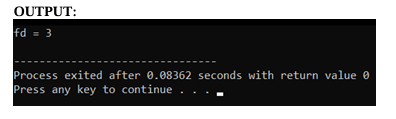 OUTPUT:
fd = 3
--------------------------------
Process exited after 0.08362 seconds with return value 0
Press any key to continue . . .